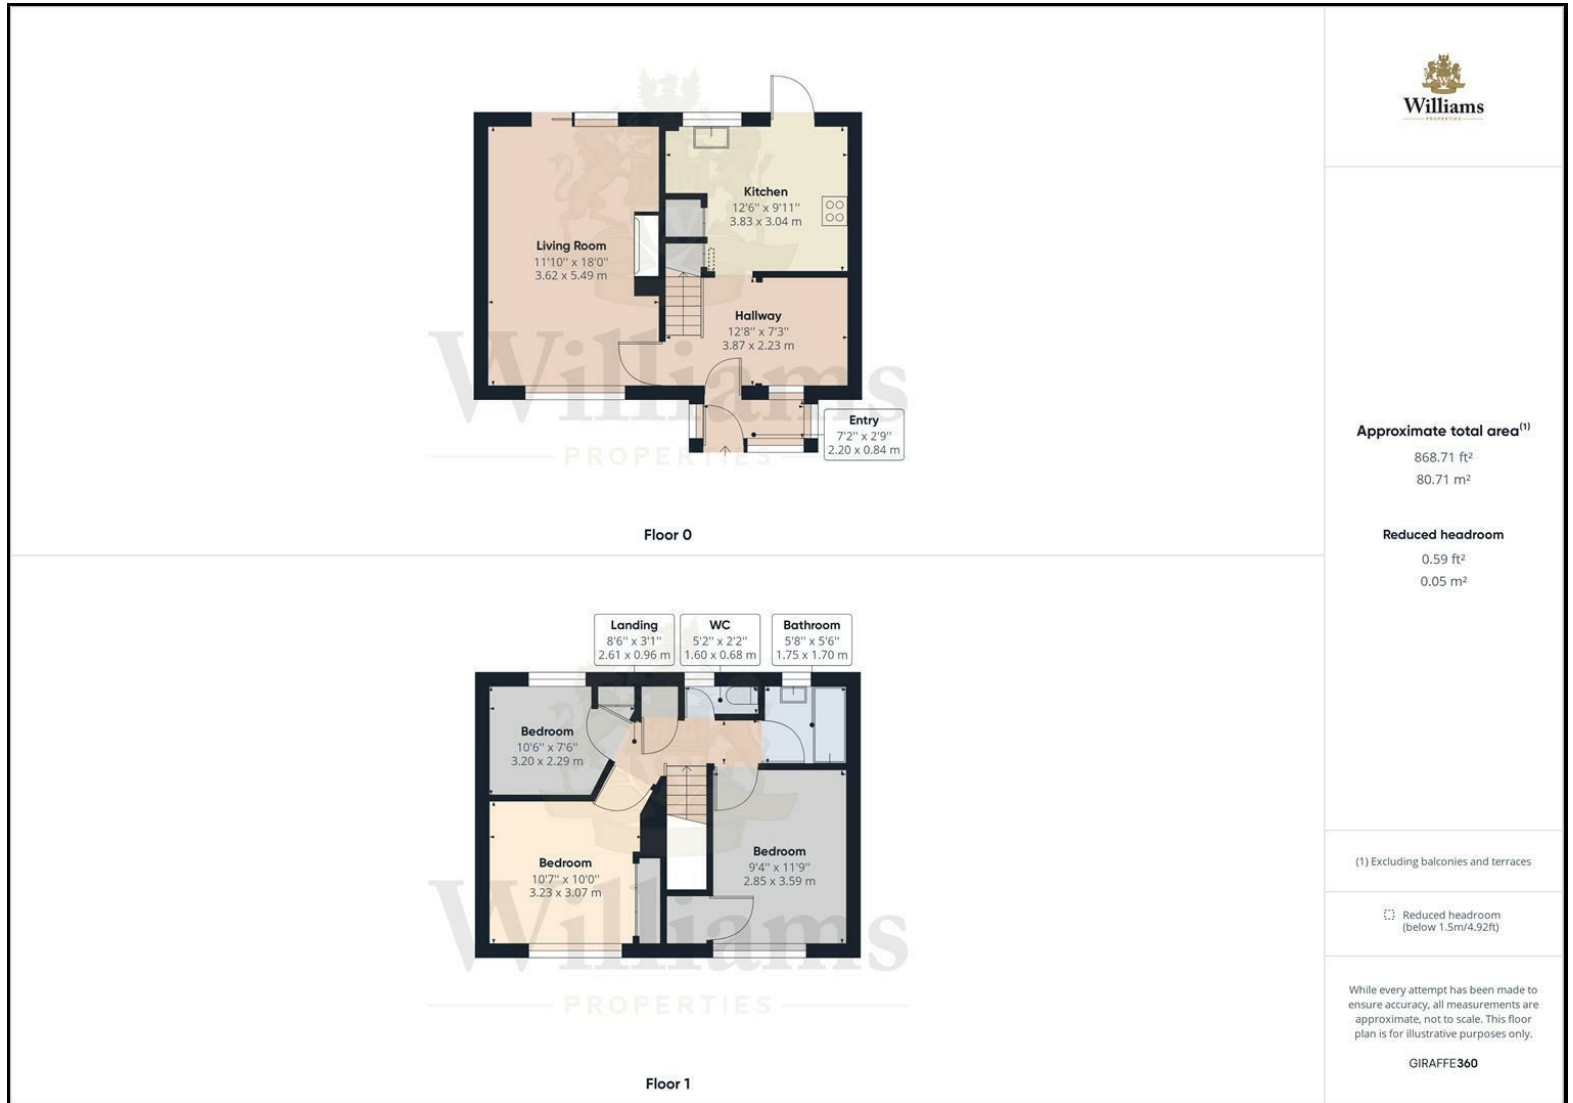 Kitchen
12'6" x 9'11"
3.83 x 3.04 m
Living Room
11'10" x 18'0"
3.62 x 5.49 m
Hallway
12'8" x 7'3"
3.87 x 2.23 m
Entry
7'2" x 2'9"
2.20 x 0.84 m
Williams
PROPERTIES
Floor 0
Landing
8'6" x 3'1"
2.61 x 0.96 m
WC
5'2" x 2'2"
1.60 x 0.68 m
Bathroom
5'8" x 5'6"
1.75 x 1.70 m
Bedroom
10'6" x 7'6"
3.20 x 2.29 m
Bedroom
10'7" x 10'0"
3.23 x 3.07 m
Bedroom
9'4" x 11'9"
2.85 x 3.59 m
Williams
PROPERTIES
Floor 1
W
Williams
PROPERTIES
Approximate total area(1)
868.71 ft²
80.71 m²
Reduced headroom
0.59 ft²
0.05 m²
(1) Excluding balconies and terraces
Reduced headroom
(below 1.5m/4.92ft)
While every attempt has been made to
ensure accuracy, all measurements are
approximate, not to scale. This floor
plan is for illustrative purposes only.
GIRAFFE360